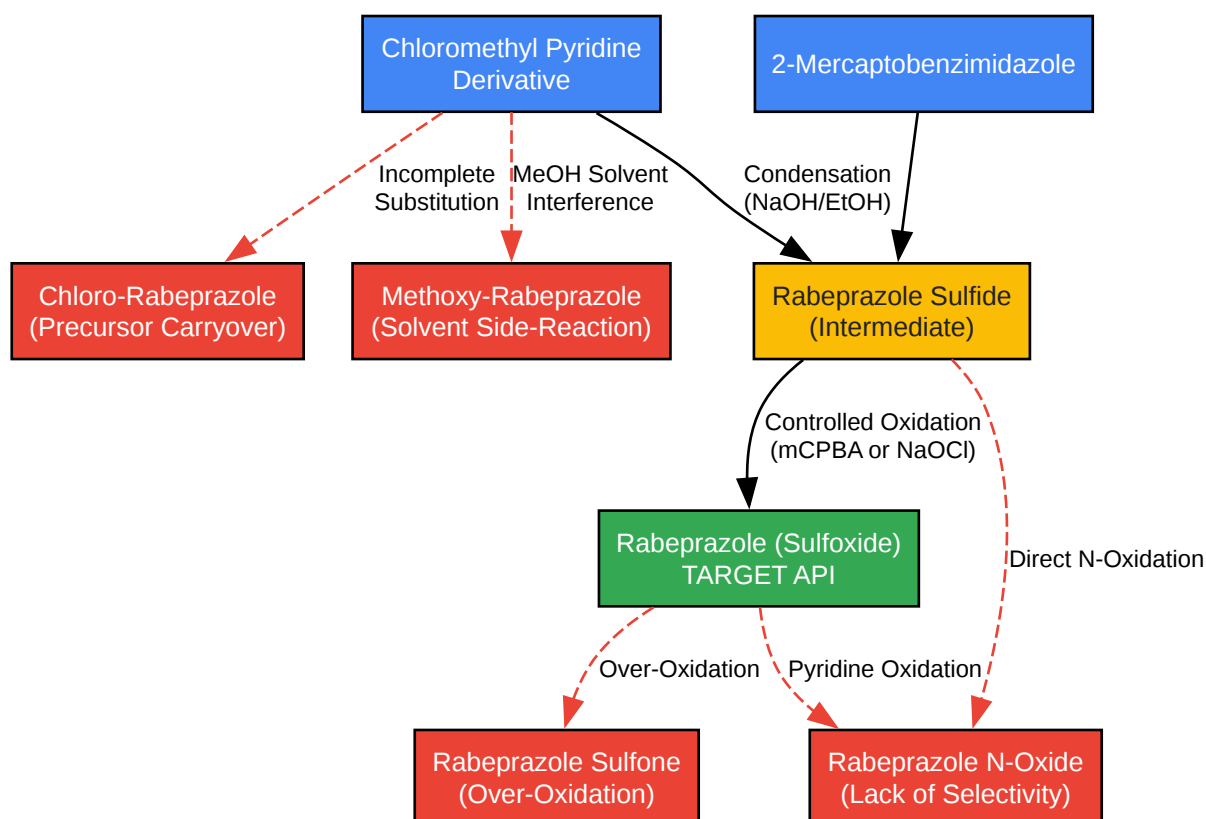 Chloromethyl Pyridine
Derivative
2-Mercaptobenzimidazole
Incomplete
Substitution
MeOH Solvent
Interference
Condensation
(NaOH/EtOH)
Chloro-Rabeprazole
(Precursor Carryover)
Methoxy-Rabeprazole
(Solvent Side-Reaction)
Rabeprazole Sulfide
(Intermediate)
Controlled Oxidation
(mCPBA or NaOCl)
Rabeprazole (Sulfoxide)
TARGET API
Direct N-Oxidation
Over-Oxidation
Pyridine Oxidation
Rabeprazole Sulfone
(Over-Oxidation)
Rabeprazole N-Oxide
(Lack of Selectivity)